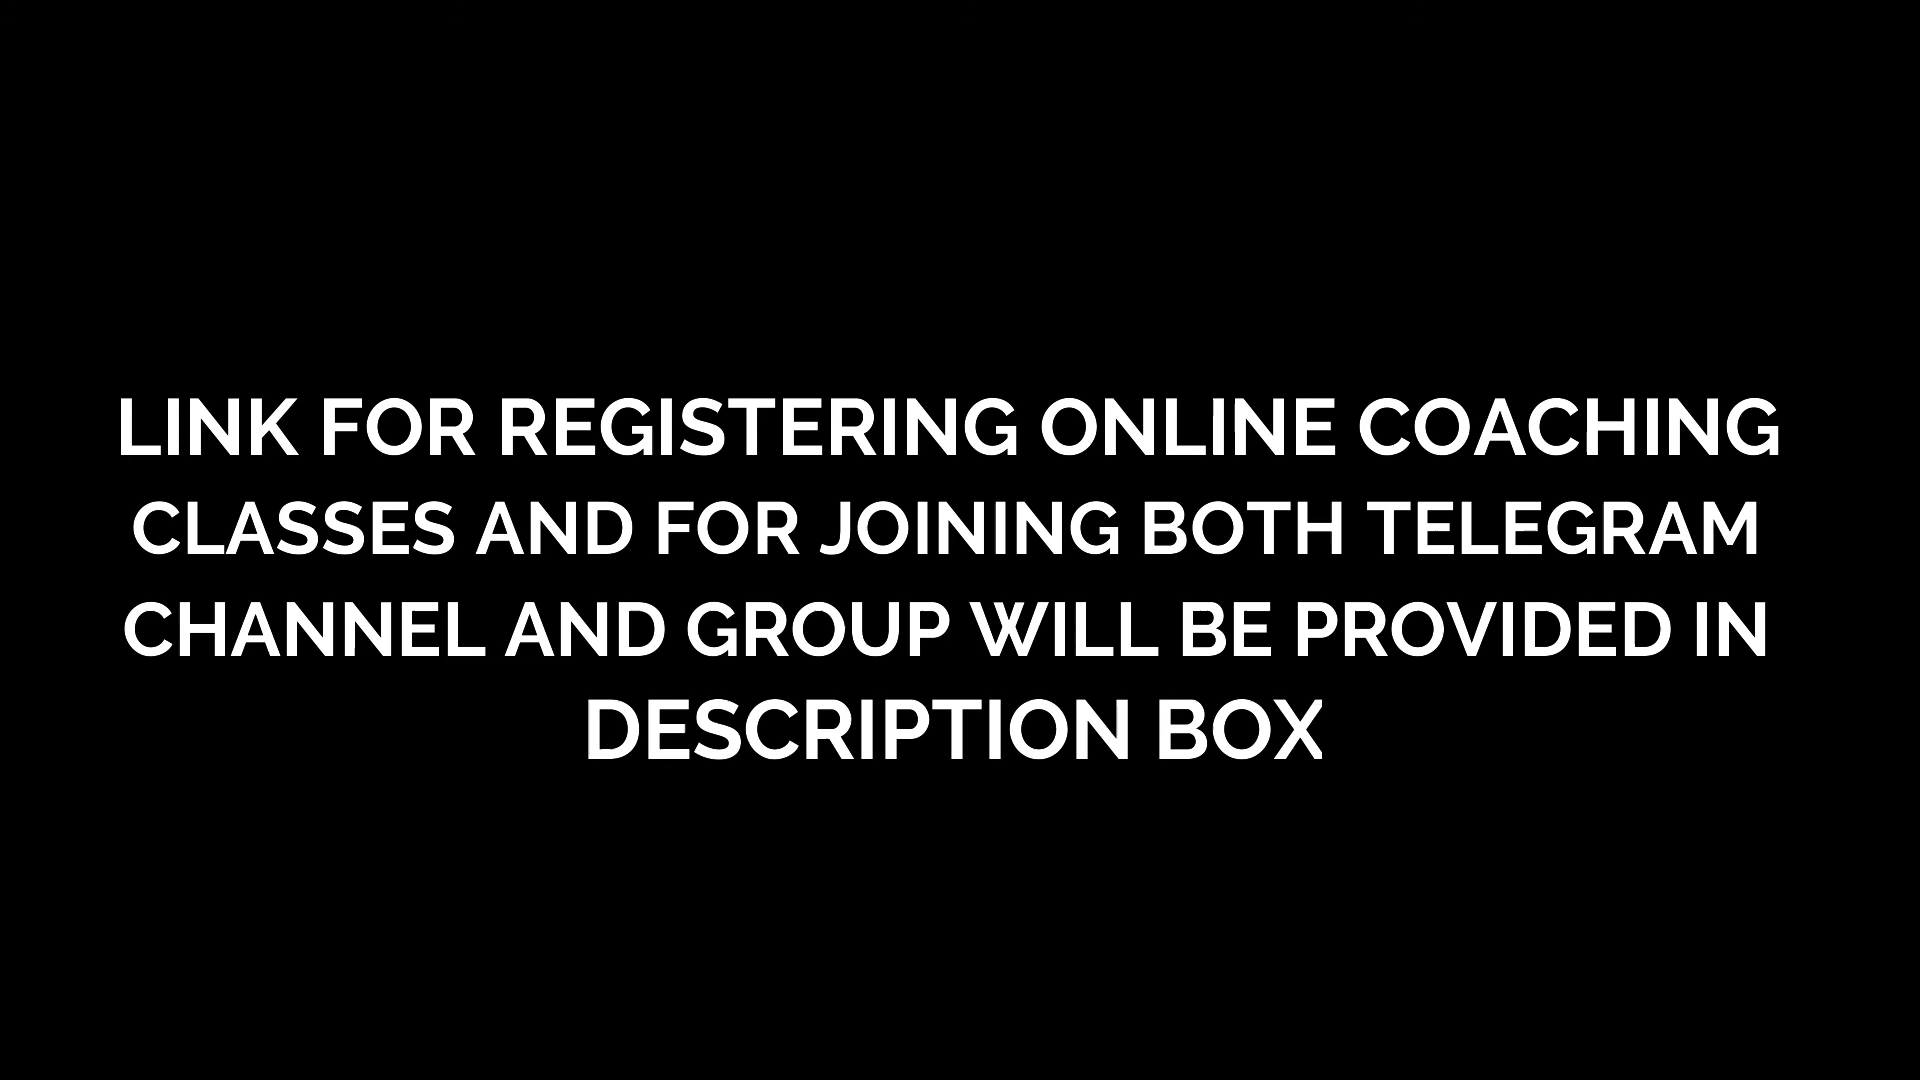 LINK FOR REGISTERING ONLINE COACHING
CLASSES AND FOR JOINING BOTH TELEGRAM
CHANNEL AND GROUP WILL BE PROVIDED IN
DESCRIPTION BOX